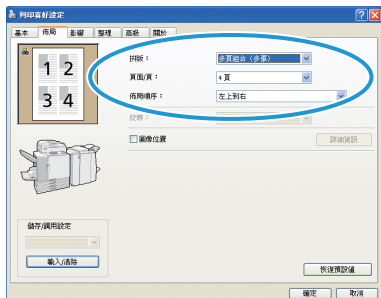 列印喜好設定
基本 佈局 影響 整理 高級 關於
1 2
3 4
拼版： 多頁組合（多張）
頁面/頁： 4 頁
佈局順序： 左上到右
旋轉：
圖像位置 詳細資訊
儲存/調用設定
輸入/清除
恢復預設值
確定 取消